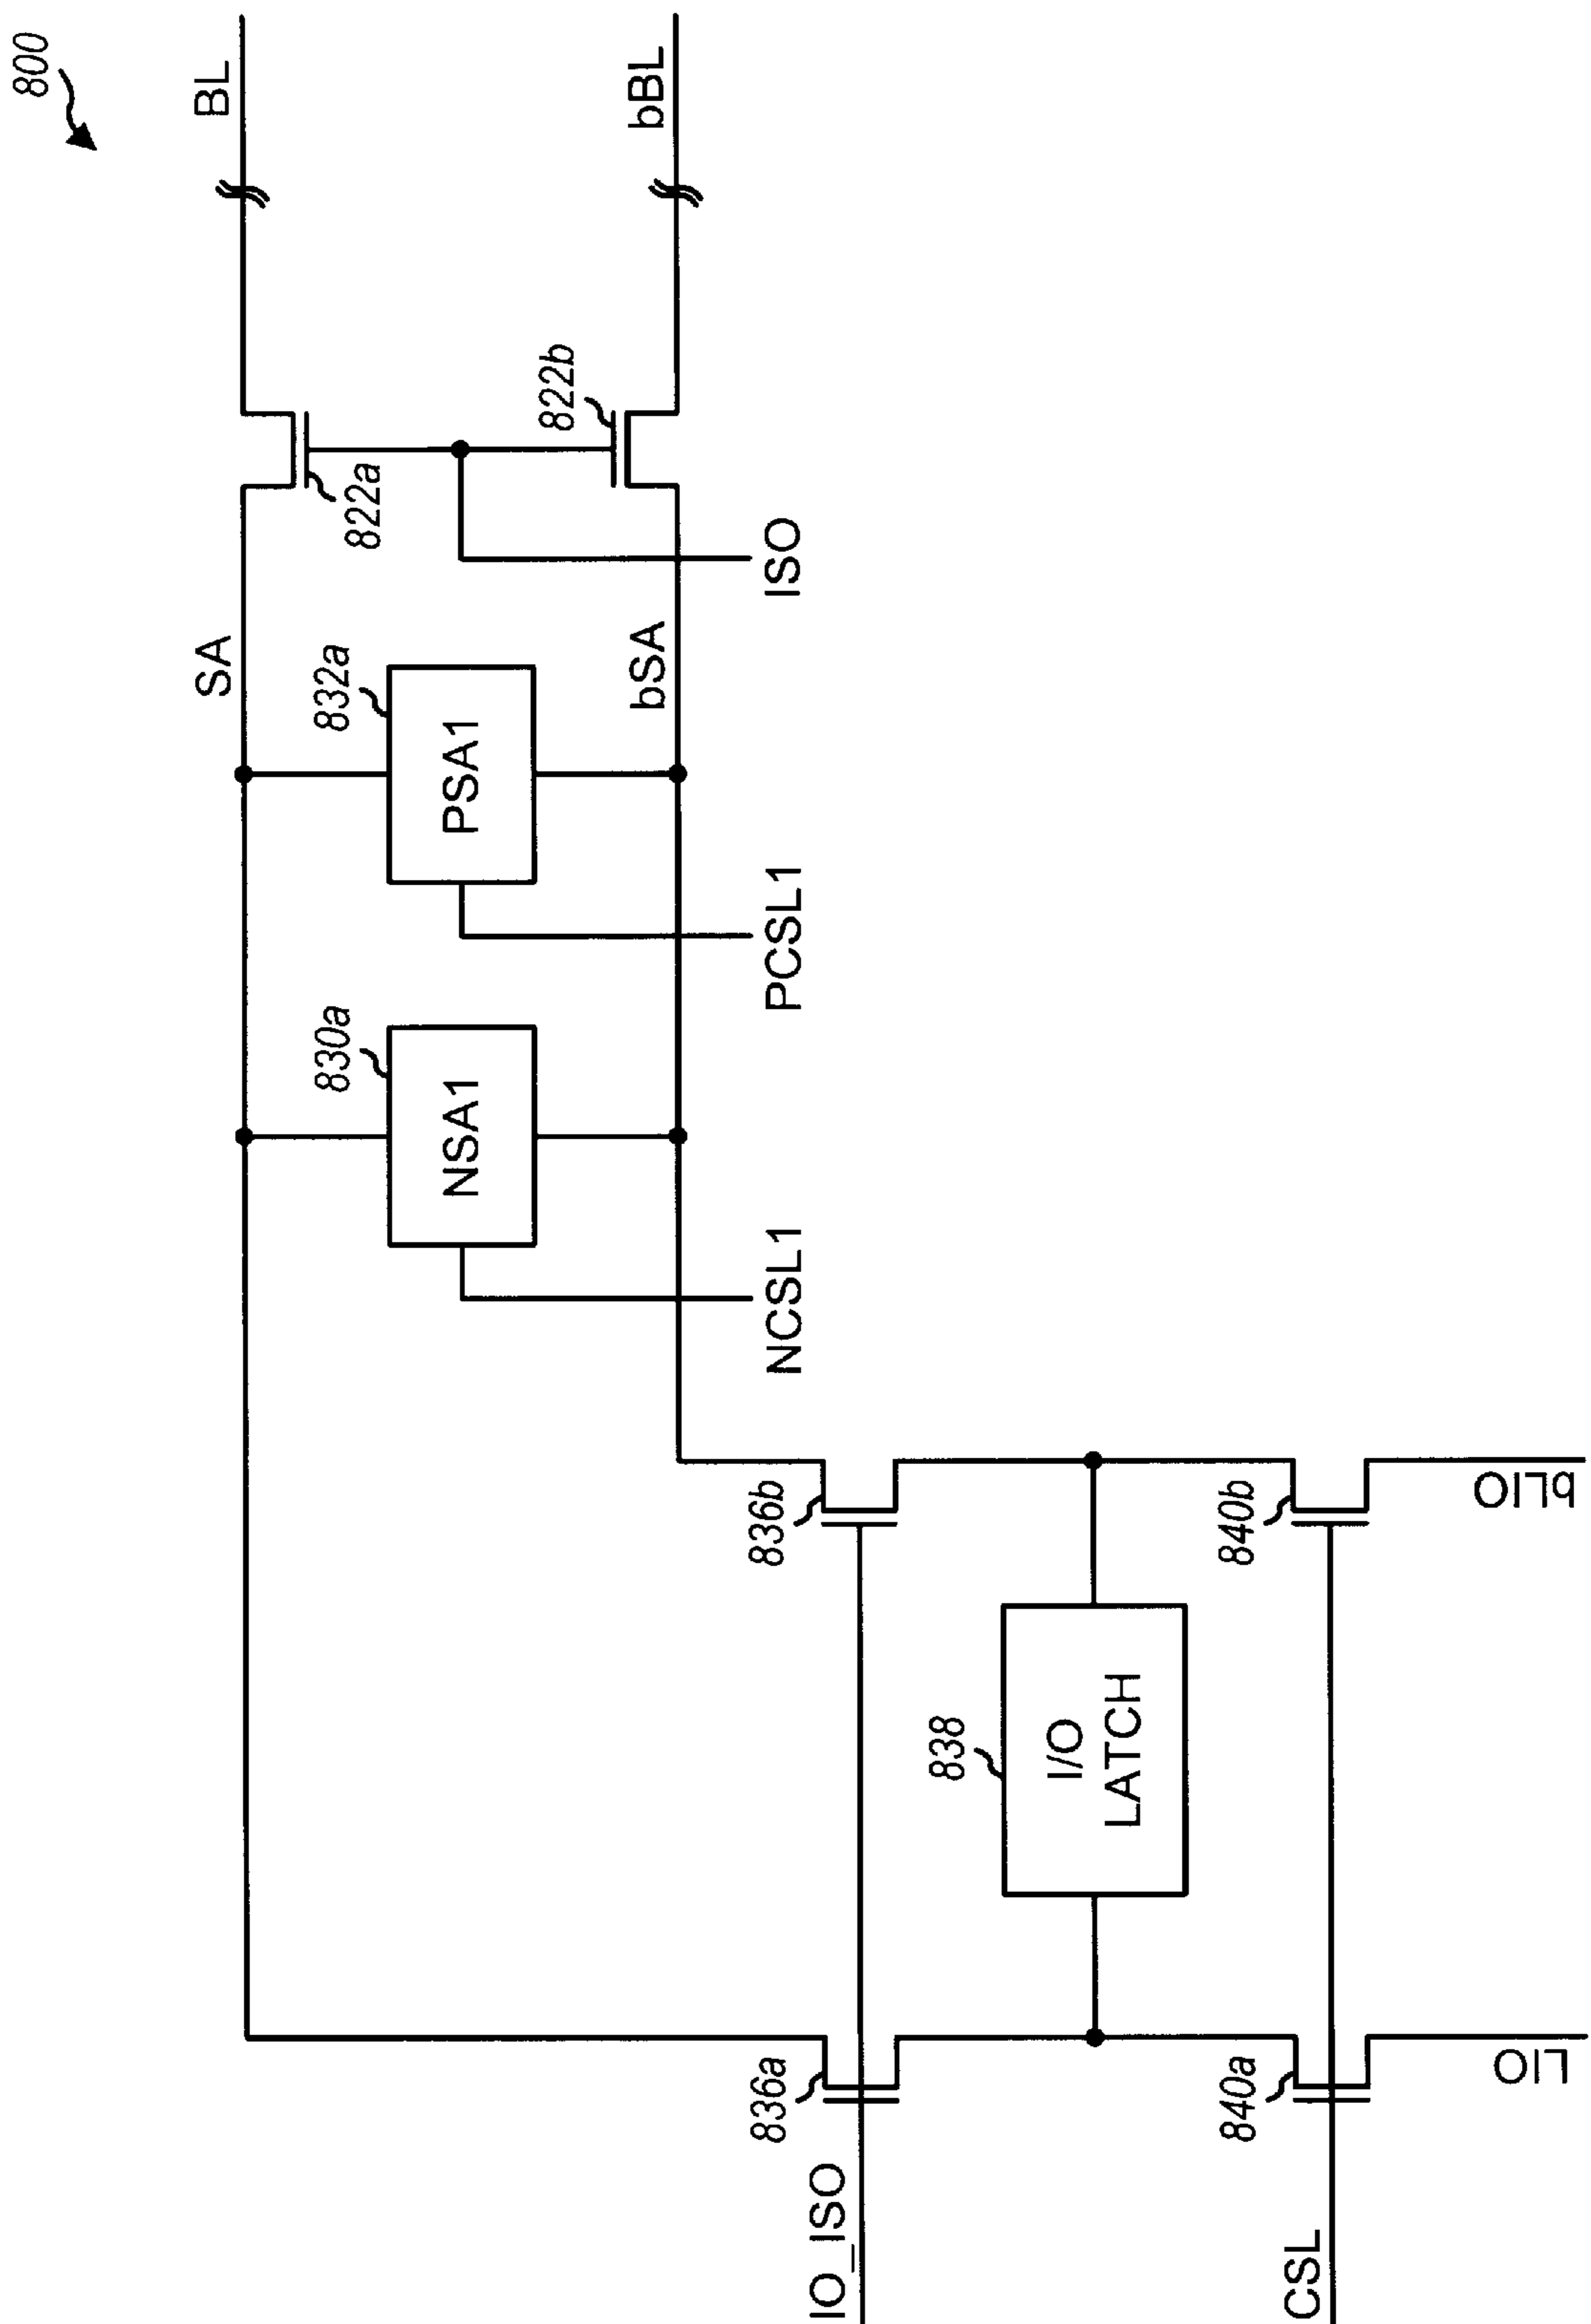 800
BL
bBL
822a
822b
ISO
SA
bSA
832a
PSA1
PCSL1
830a
NSA1
NCSL1
836b
840b
bLIO
838
I/O
LATCH
836a
840a
LIO
IO_ISO
CSL